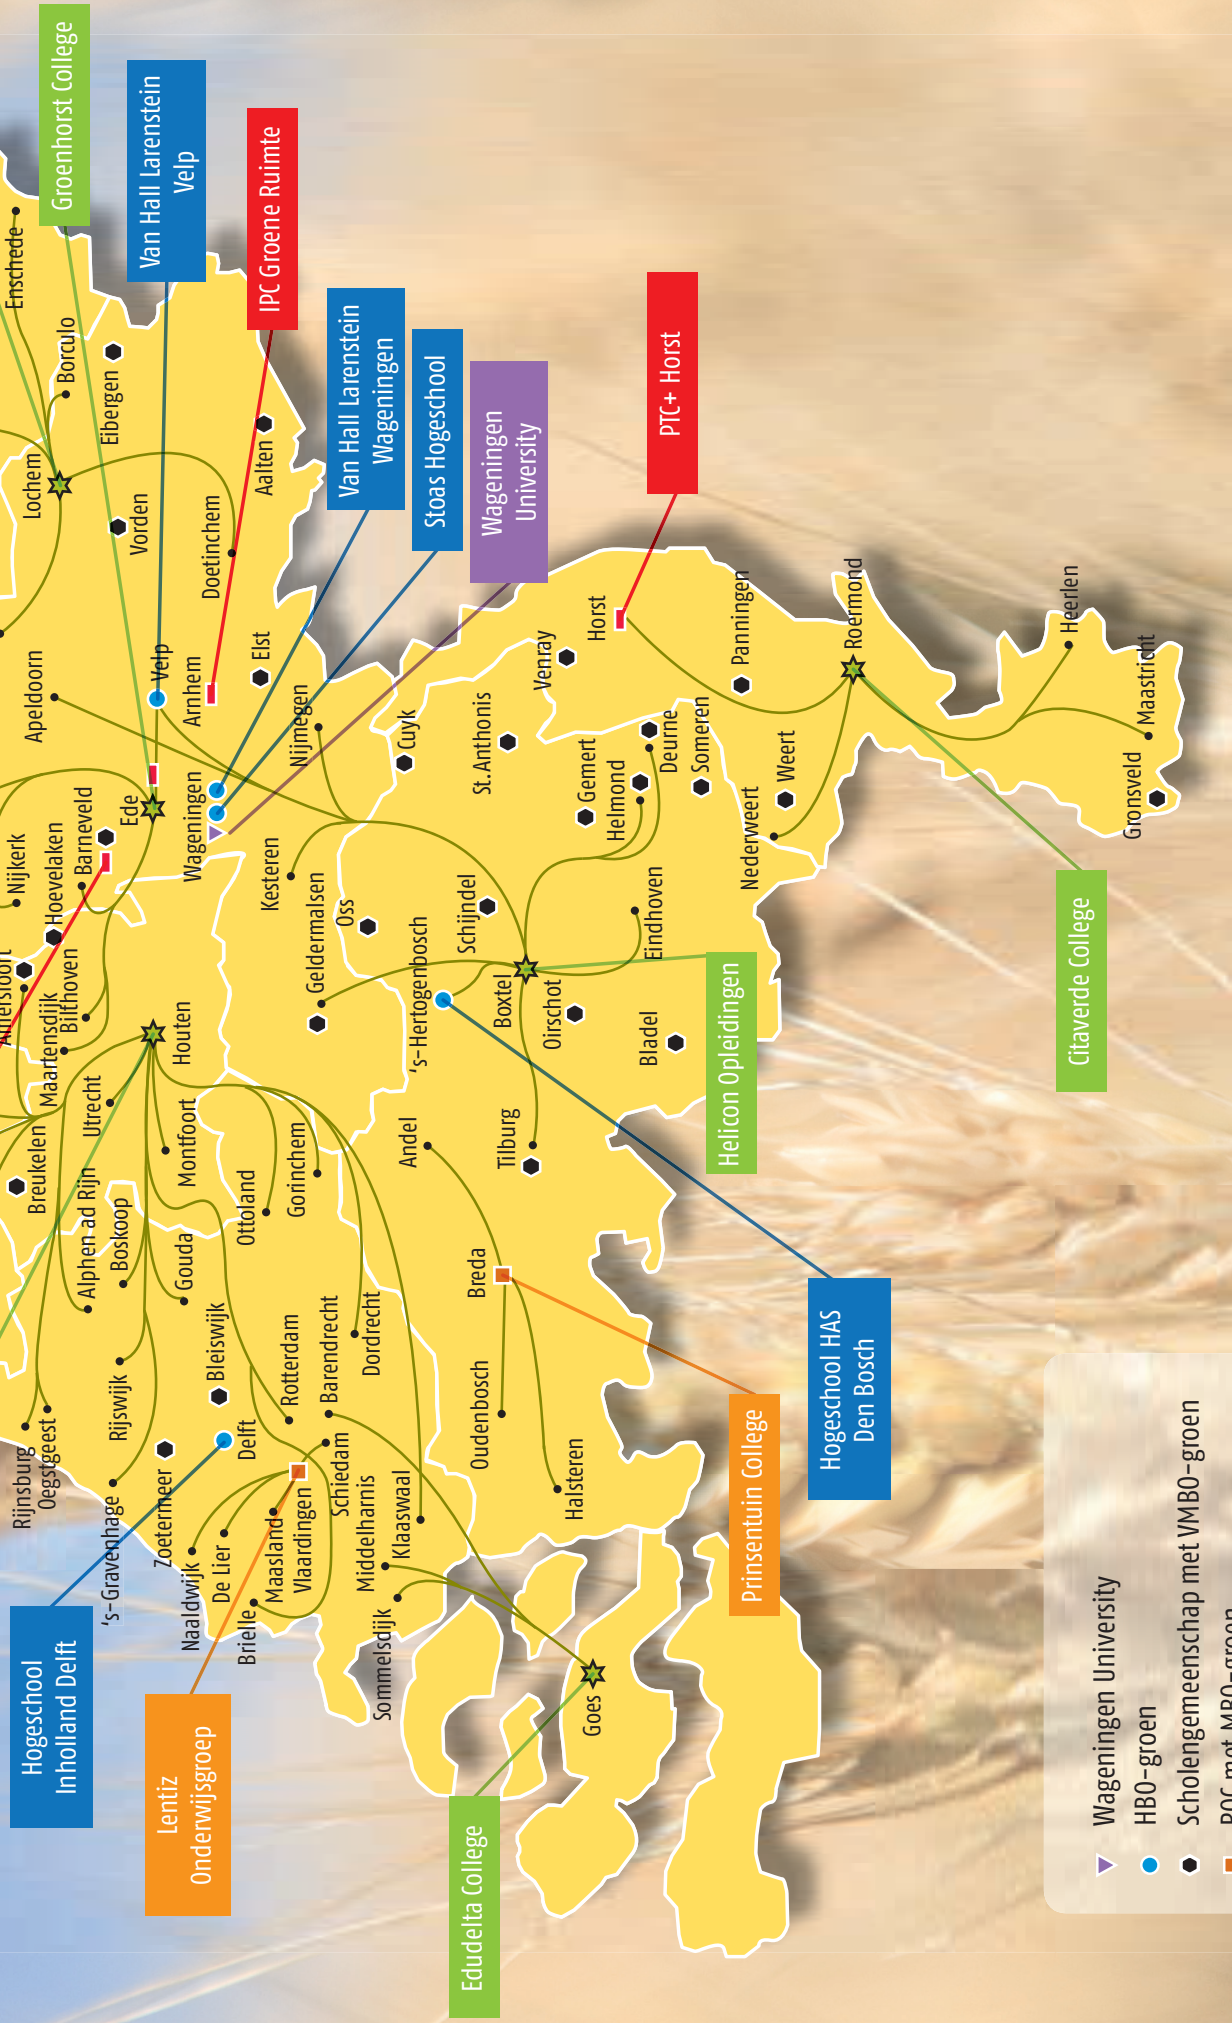 Groenhorst College
Van Hall Larenstein
Velp
IPC Groene Ruimte
Van Hall Larenstein
Wageningen
Stoas Hogeschool
Wageningen
University
PTC+ Horst
Citaverde College
Helicon Opleidingen
Hogeschool HAS
Den Bosch
Prinsentuin College
Edudelta College
Lentiz
Onderwijsgroep
Hogeschool
Inholland Delft
Enschede
Borculo
Eibergen
Lochem
Vorden
Aalten
Doetinchem
Apeldoorn
Velp
Arnhem
Elst
Nijmegen
Nijkerk
Hoevelaken
Barneveld
Ede
Wageningen
Kesteren
Geldermalsen
Amersfoort
Maartensdijk
Bilthoven
Houten
Utrecht
Breukelen
Montfoort
Alphen ad Rijn
Boskoop
Gouda
Ottoland
Gorinchem
Rijnsburg
Oegstgeest
Rijswijk
Bleiswijk
's-Gravenhage
Zoetermeer
Delft
Rotterdam
Barendrecht
Dordrecht
Naaldwijk
De Lier
Maasland
Vlaardingen
Schiedam
Brielle
Middelharnis
Klaaswaal
Sommelsdijk
Goes
Cuyk
Oss
St.Anthonis
Venray
Horst
Panningen
Roermond
Heerlen
Maastricht
Gronsveld
Weert
Nederweert
Gemert
Helmond
Deurne
Someren
Schijndel
's-Hertogenbosch
Boxtel
Oirschot
Eindhoven
Bladel
Tilburg
Andel
Breda
Oudenbosch
Halsteren
Wageningen University
HBO-groen
Scholengemeenschap met VMBO-groen
ROC met MBO-groen